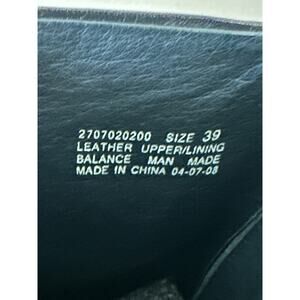 2707020200 SIZE 39
LEATHER UPPER/LINING
BALANCE MAN MADE
MADE IN CHINA 04-07-08